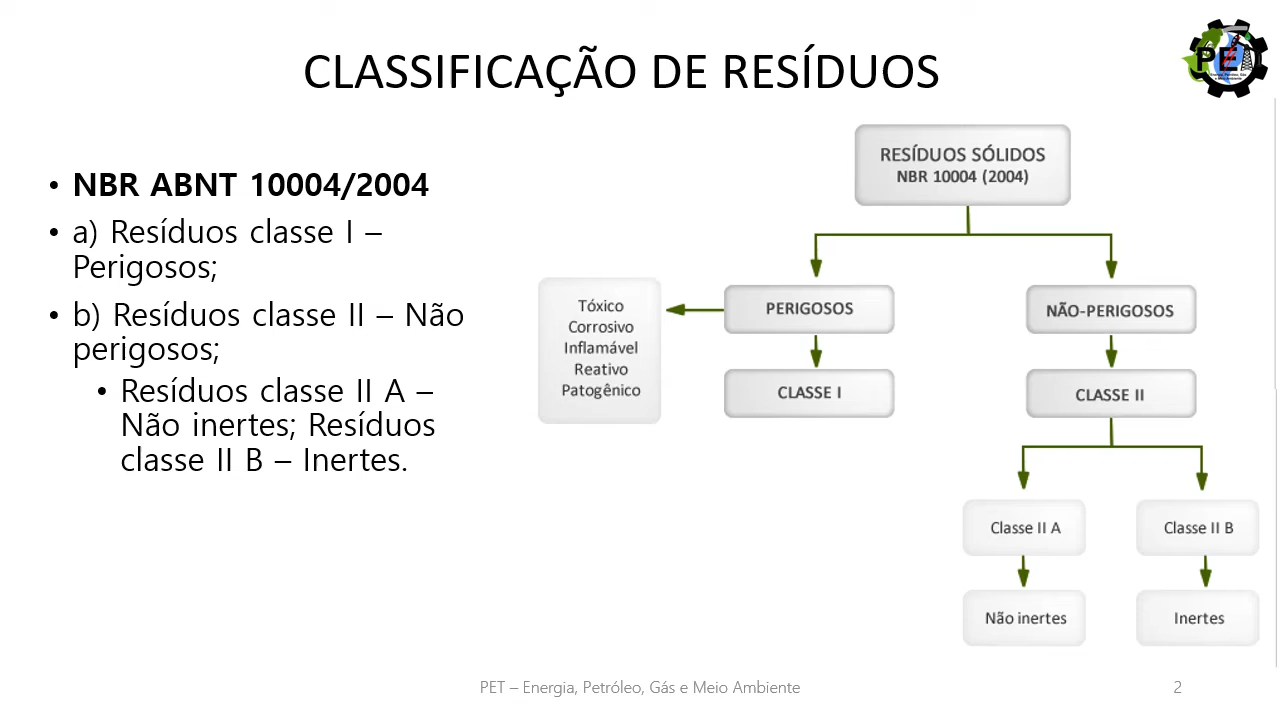 CLASSIFICAÇÃO DE RESÍDUOS
PET
• NBR ABNT 10004/2004
• a) Resíduos classe I –
Perigosos;
• b) Resíduos classe II – Não
perigosos;
• Resíduos classe II A –
Não inertes; Resíduos
classe II B – Inertes.
RESÍDUOS SÓLIDOS
NBR 10004 (2004)
PERIGOSOS
NÃO-PERIGOSOS
Tóxico
Corrosivo
Inflamável
Reativo
Patogênico
CLASSE I
CLASSE II
Classe II A
Classe II B
Não inertes
Inertes
PET – Energia, Petróleo, Gás e Meio Ambiente
2